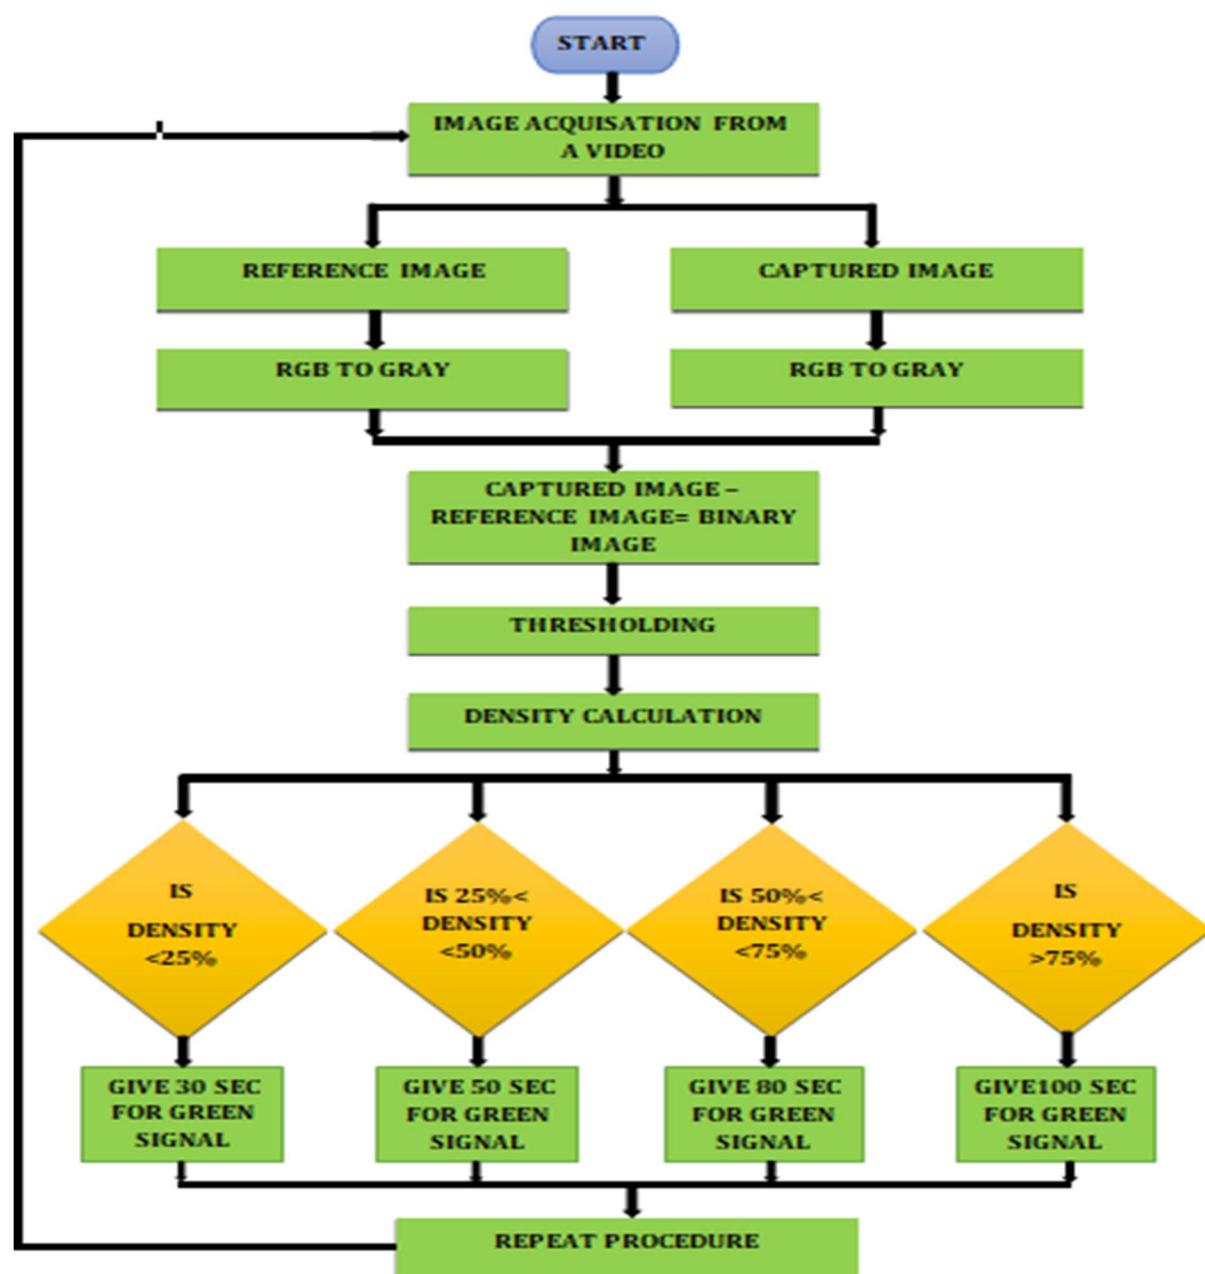 START
IMAGE ACQUISATION FROM
A VIDEO
REFERENCE IMAGE
CAPTURED IMAGE
RGB TO GRAY
RGB TO GRAY
CAPTURED IMAGE –
REFERENCE IMAGE= BINARY
IMAGE
THRESHOLDING
DENSITY CALCULATION
IS
DENSITY
<25%
IS 25%<
DENSITY
<50%
IS 50%<
DENSITY
<75%
IS
DENSITY
>75%
GIVE 30 SEC
FOR GREEN
SIGNAL
GIVE 50 SEC
FOR GREEN
SIGNAL
GIVE 80 SEC
FOR GREEN
SIGNAL
GIVE100 SEC
FOR GREEN
SIGNAL
REPEAT PROCEDURE